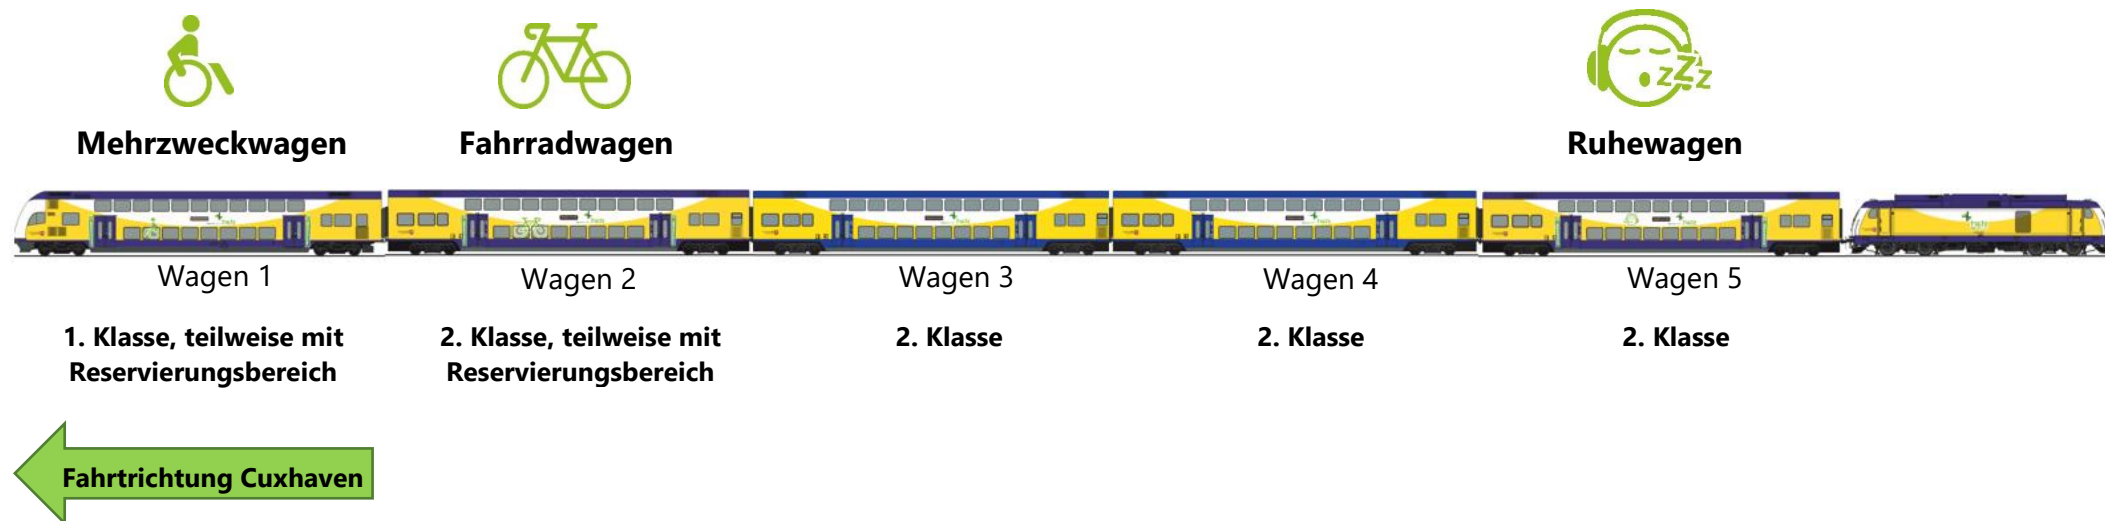 zZZz
Mehrzweckwagen
Fahrradwagen
Ruhewagen
Wagen 1
Wagen 2
Wagen 3
Wagen 4
Wagen 5
1. Klasse, teilweise mit
Reservierungsbereich
2. Klasse, teilweise mit
Reservierungsbereich
2. Klasse
2. Klasse
2. Klasse
Fahrtrichtung Cuxhaven